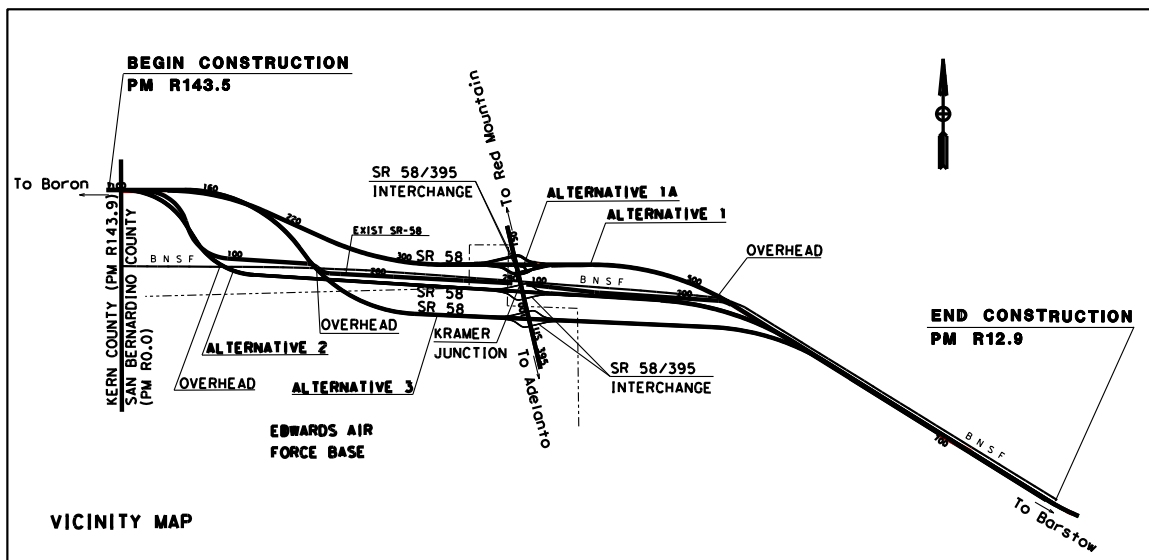 BEGIN CONSTRUCTION
PM R143.5
To Boron
KERN COUNTY (PM R143.9)
SAN BERNARDINO COUNTY
(PM R0.0)
160
220
EXIST SR-58
100
BNSF
200
300
SR 58
SR 58
SR 58
SR 58/395
INTERCHANGE
To Red Mountain
ALTERNATIVE 1A
ALTERNATIVE 1
BNSF
100
200
500
OVERHEAD
OVERHEAD
ALTERNATIVE 2
OVERHEAD
ALTERNATIVE 3
KRAMER
JUNCTION
US 395
To Adelanto
SR 58/395
INTERCHANGE
END CONSTRUCTION
PM R12.9
EDWARDS AIR
FORCE BASE
BNSF
700
To Barstow
VICINITY MAP